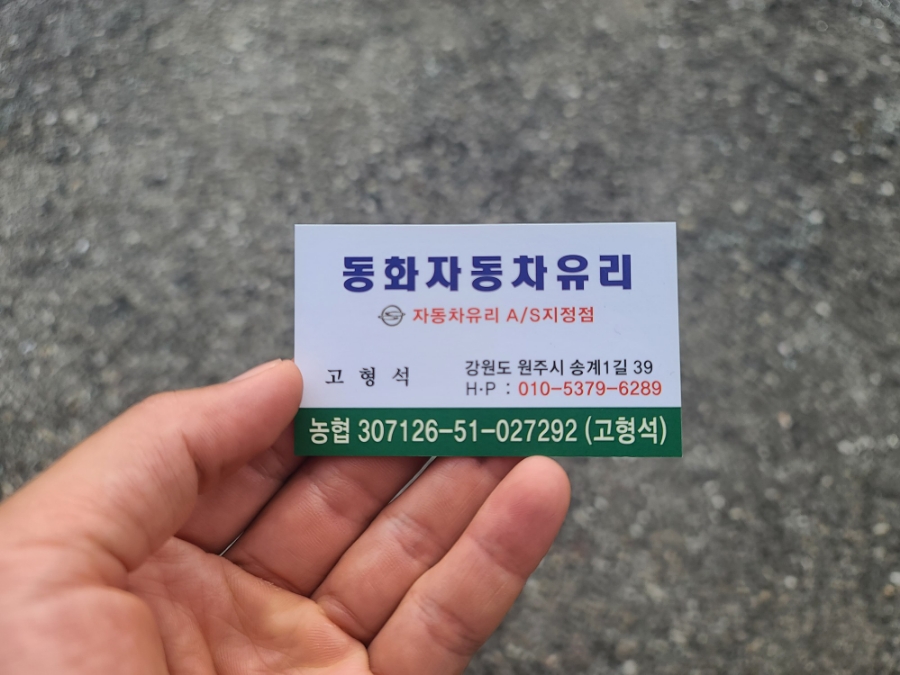 동화자동차유리
자동차유리 A/S지정점
고형석
강원도 원주시 송계1길 39
H·P : 010-5379-6289
농협 307126-51-027292 (고형석)